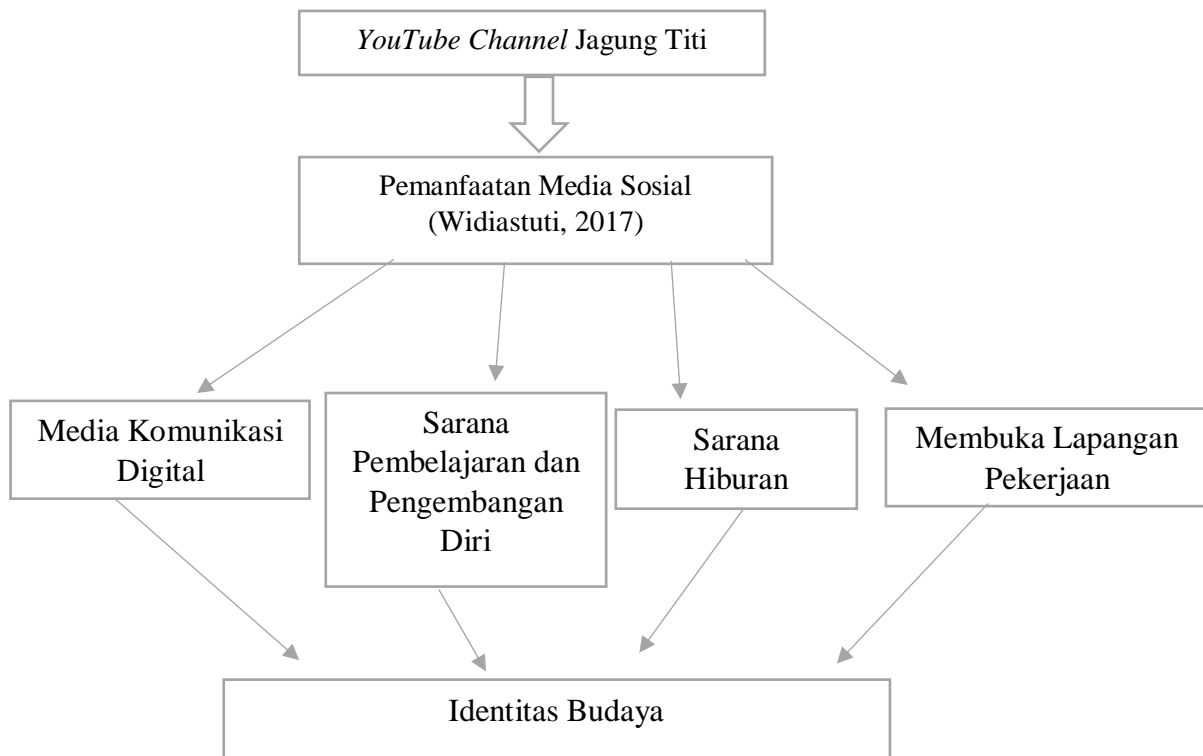 YouTube Channel Jagung Titi
Pemanfaatan Media Sosial
(Widiastuti, 2017)
Media Komunikasi
Digital
Sarana
Pembelajaran dan
Pengembangan
Diri
Sarana
Hiburan
Membuka Lapangan
Pekerjaan
Identitas Budaya